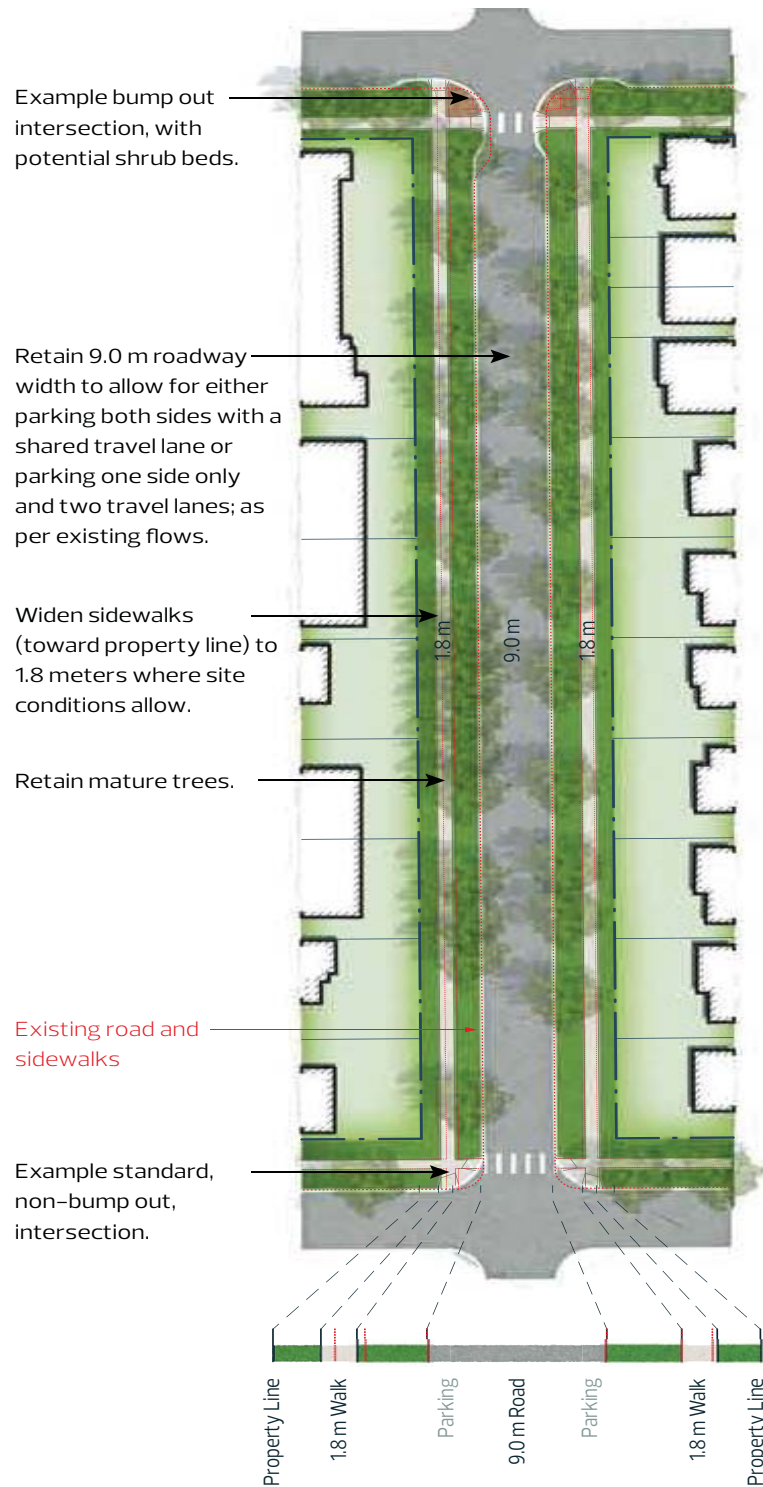 Example bump out
intersection, with
potential shrub beds.
Retain 9.0 m roadway
width to allow for either
parking both sides with a
shared travel lane or
parking one side only
and two travel lanes; as
per existing flows.
Widen sidewalks
(toward property line) to
1.8 meters where site
conditions allow.
1.8 m
9.0 m
1.8 m
Retain mature trees.
Existing road and
sidewalks
Example standard,
non-bump out,
intersection.
Property Line
1.8 m Walk
Parking
9.0 m Road
Parking
1.8 m Walk
Property Line